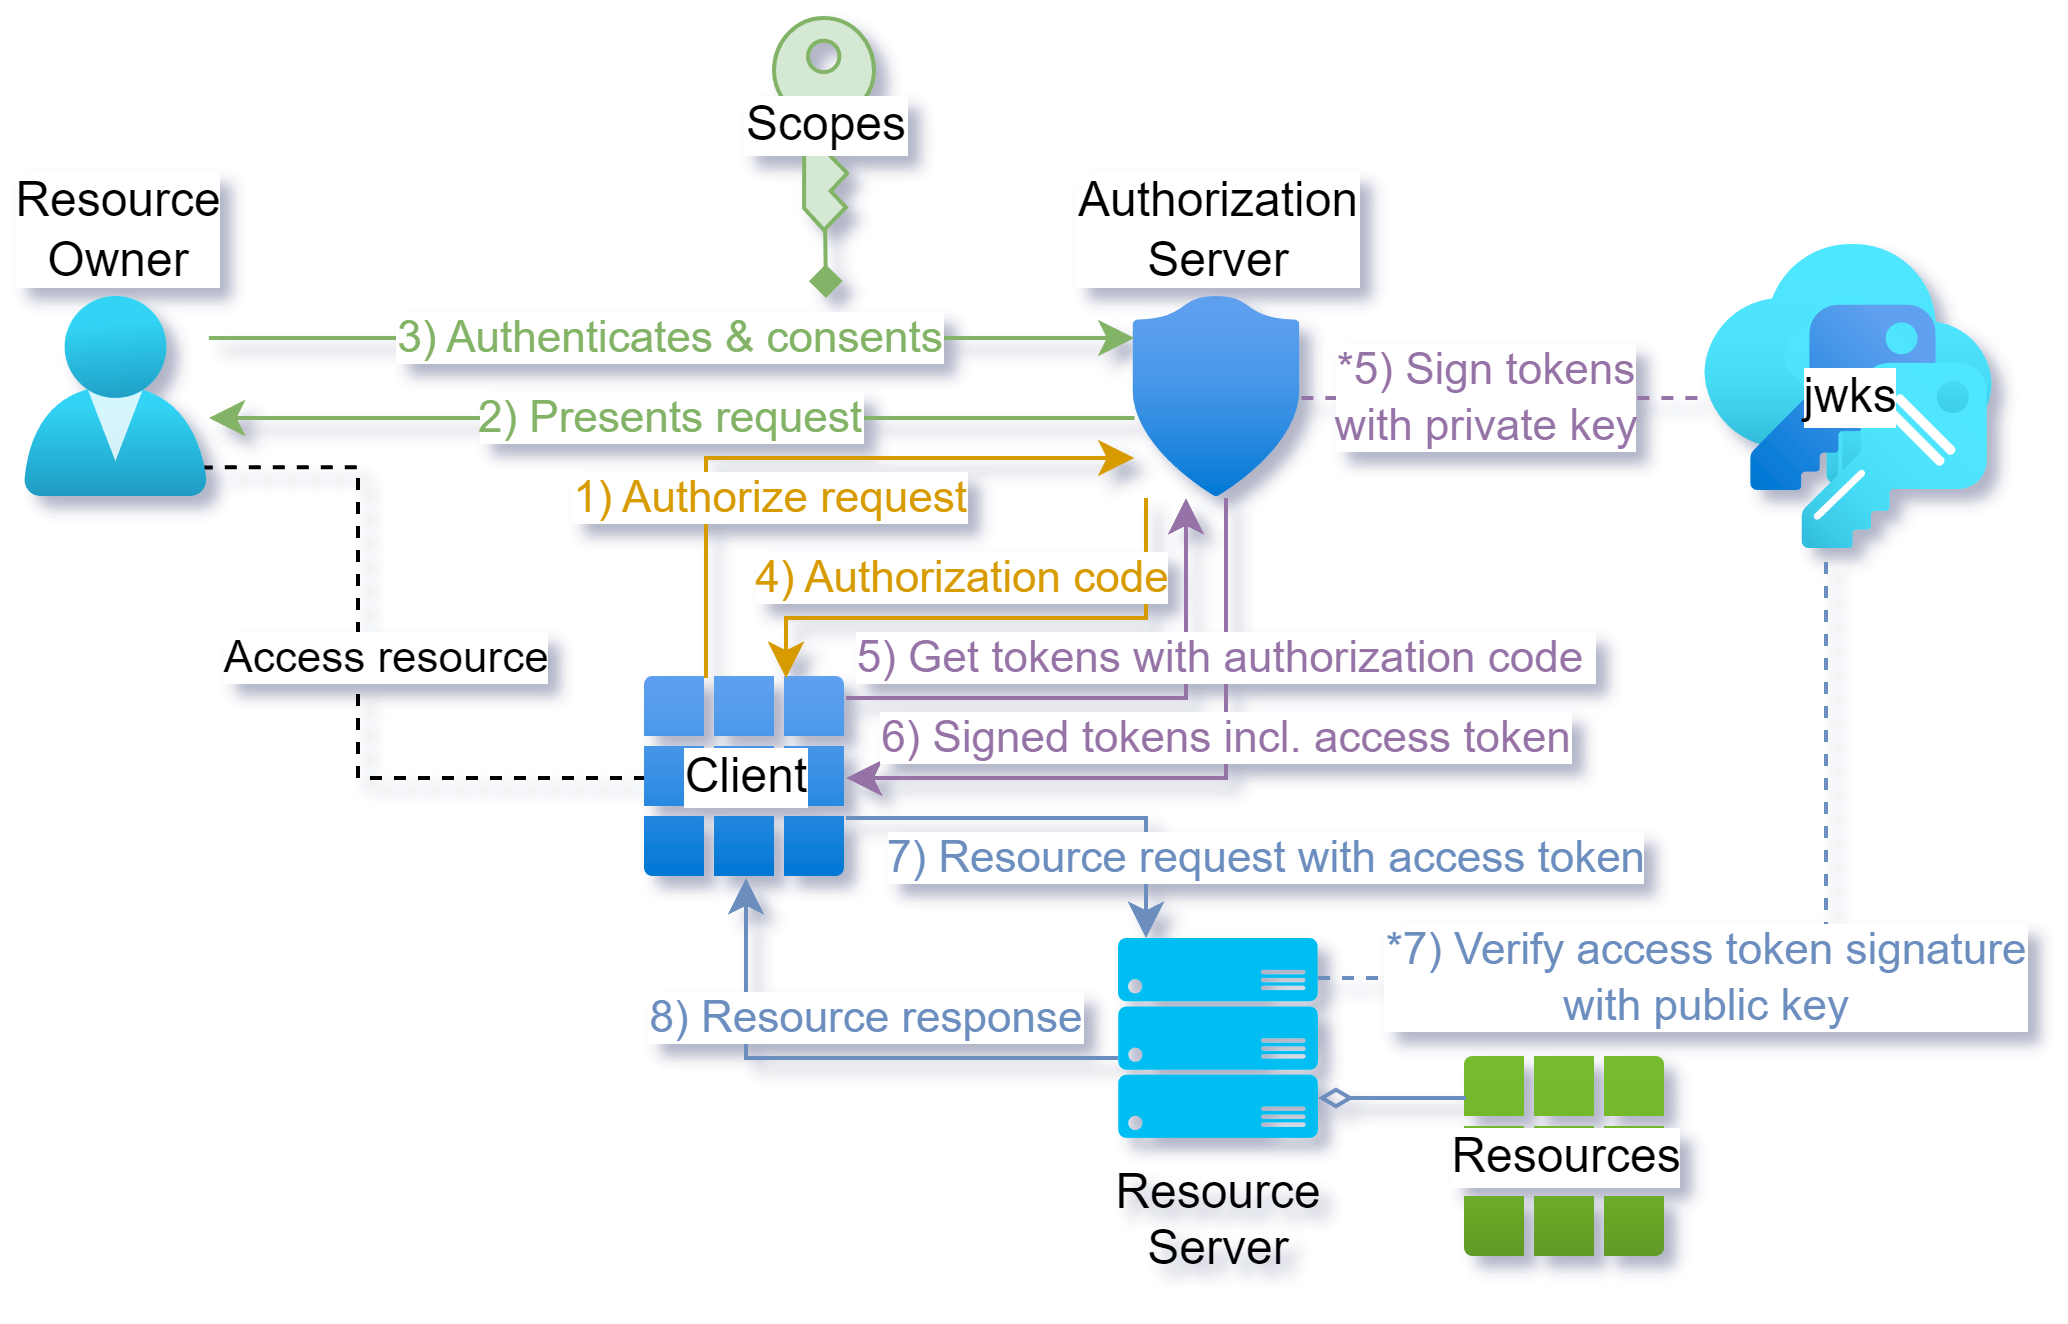 Scopes
Resource
Owner
Authorization
Server
3) Authenticates & consents
*5) Sign tokens
with private key
jwks
2) Presents request
1) Authorize request
4) Authorization code
Access resource
5) Get tokens with authorization code
6) Signed tokens incl. access token
Client
7) Resource request with access token
*7) Verify access token signature
with public key
8) Resource response
Resources
Resource
Server